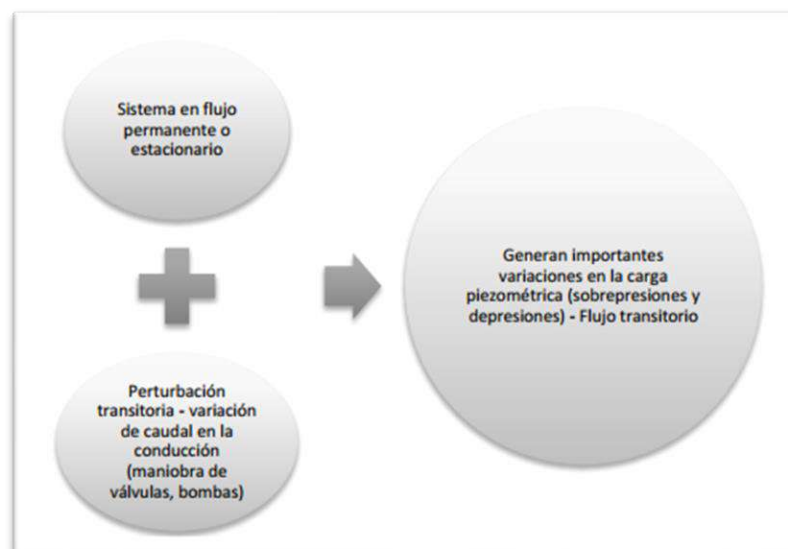 Sistema en flujo
permanente o
estacionario
Perturbación
transitoria - variación
de caudal en la
conducción
(maniobra de
válvulas, bombas)
Generan importantes
variaciones en la carga
piezométrica (sobrepresiones y
depresiones) - Flujo transitorio